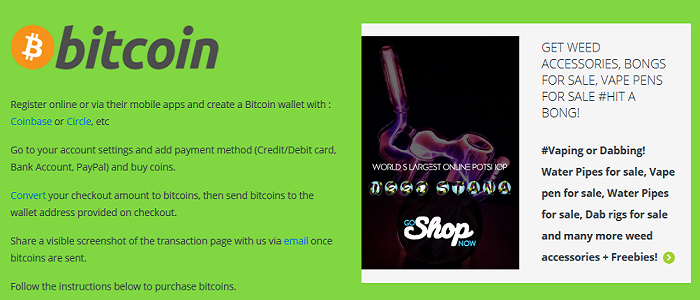 bitcoin
Register online or via their mobile apps and create a Bitcoin wallet with :
Coinbase or Circle, etc
Go to your account settings and add payment method (Credit/Debit card,
Bank Account, PayPal) and buy coins.
Convert your checkout amount to bitcoins, then send bitcoins to the
wallet address provided on checkout.
Share a visible screenshot of the transaction page with us via email once
bitcoins are sent.
Follow the instructions below to purchase bitcoins.
WORLD'S LARGEST ONLINE POTSHOP
GO
Shop
NOW
GET WEED
ACCESSORIES, BONGS
FOR SALE, VAPE PENS
FOR SALE #HIT A
BONG!
#Vaping or Dabbing!
Water Pipes for sale, Vape
pen for sale, Water Pipes
for sale, Dab rigs for sale
and many more weed
accessories + Freebies!